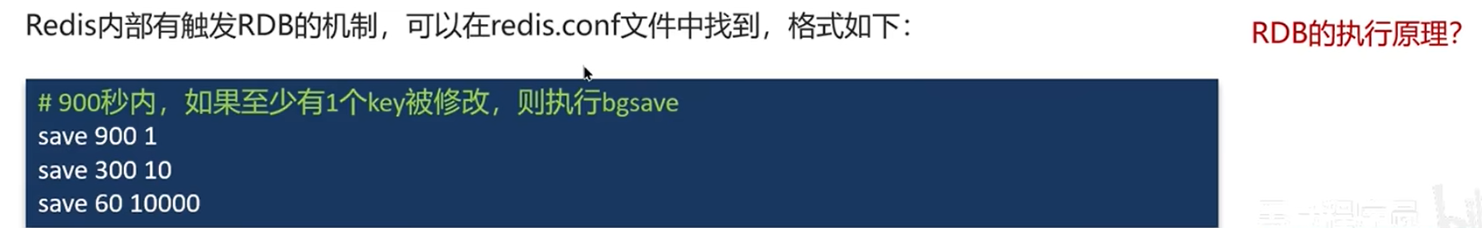 Redis内部有触发RDB的机制，可以在redis.conf文件中找到，格式如下：
RDB的执行原理？
# 900秒内，如果至少有1个key被修改，则执行bgsave
save 900 1
save 300 10
save 60 10000